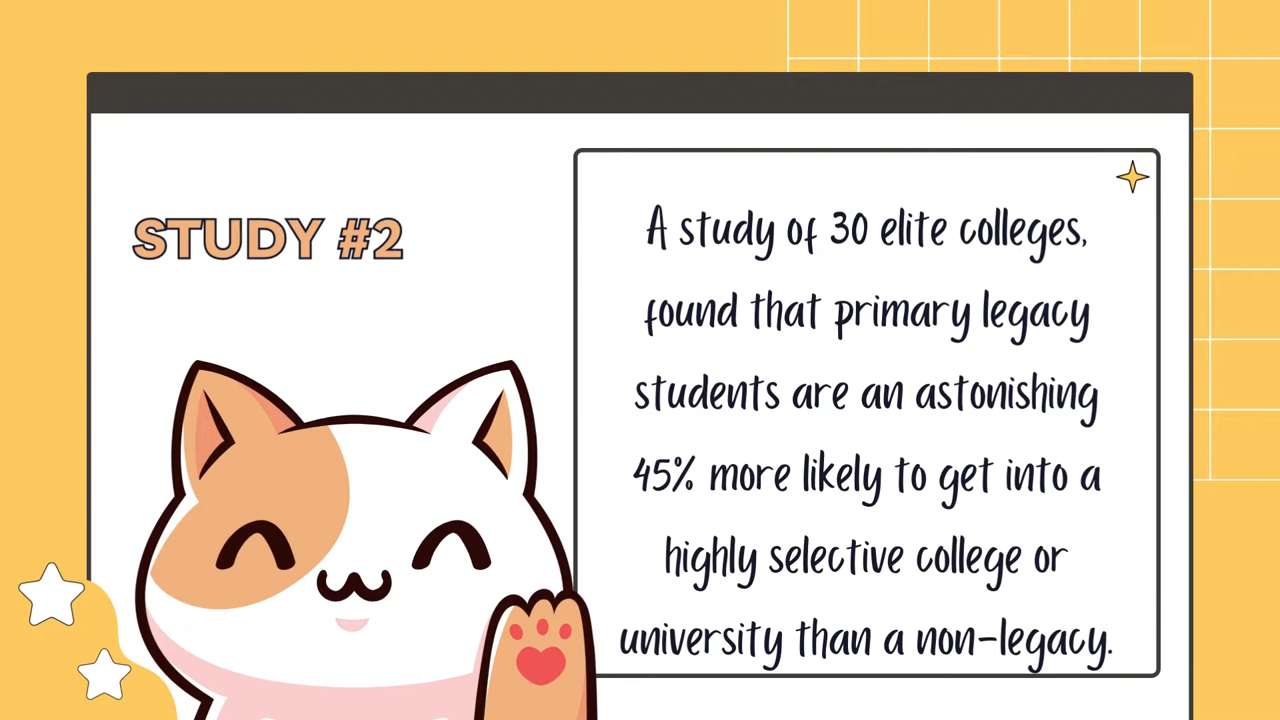 STUDY #2
A study of 30 elite colleges,
found that primary legacy
students are an astonishing
45% more likely to get into a
highly selective college or
university than a non-legacy.